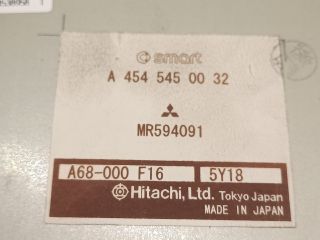 smart
A 454 545 00 32
MR594091
A68-000 F16 5Y18
Hitachi, Ltd. Tokyo Japan
MADE IN JAPAN